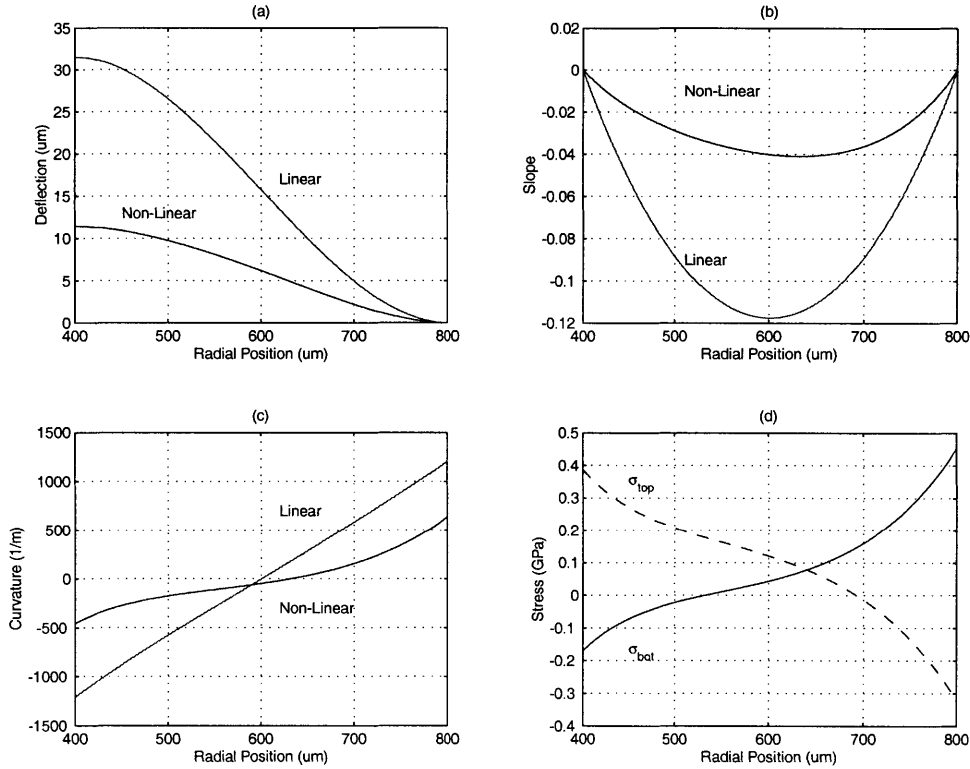 (a)
35
30
25
20
15
10
5
0
Deflection (um)
Linear
Non-Linear
400
500
600
700
800
Radial Position (um)
(b)
0.02
0
-0.02
-0.04
-0.06
-0.08
-0.1
-0.12
Slope
Non-Linear
Linear
400
500
600
700
800
Radial Position (um)
(c)
1500
1000
500
0
-500
-1000
-1500
Curvature (1/m)
Linear
Non-Linear
400
500
600
700
800
Radial Position (um)
(d)
0.5
0.4
0.3
0.2
0.1
0
-0.1
-0.2
-0.3
-0.4
Stress (GPa)
σtop
σbot
400
500
600
700
800
Radial Position (um)